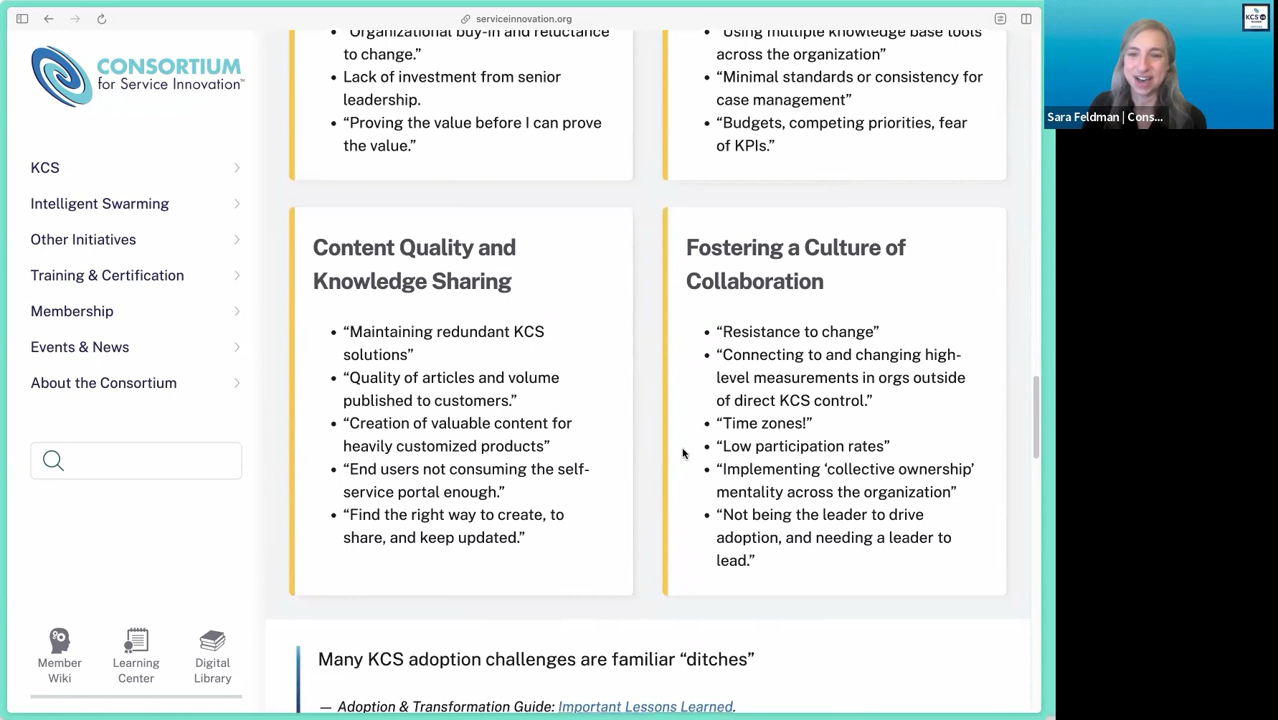 serviceinnovation.org
CONSORTIUM
for Service Innovation™
KCS
Intelligent Swarming
Other Initiatives
Training & Certification
Membership
Events & News
About the Consortium
Member
Wiki
Learning
Center
Digital
Library
• “Organizational buy-in and reluctance
to change.”
• Lack of investment from senior
leadership.
• “Proving the value before I can prove
the value.”
• “Using multiple knowledge base tools
across the organization”
• “Minimal standards or consistency for
case management”
• “Budgets, competing priorities, fear
of KPIs.”
Content Quality and
Knowledge Sharing
• “Maintaining redundant KCS
solutions”
• “Quality of articles and volume
published to customers.”
• “Creation of valuable content for
heavily customized products”
• “End users not consuming the self-
service portal enough.”
• “Find the right way to create, to
share, and keep updated.”
Fostering a Culture of
Collaboration
• “Resistance to change”
• “Connecting to and changing high-
level measurements in orgs outside
of direct KCS control.”
• “Time zones!”
• “Low participation rates”
• “Implementing ‘collective ownership’
mentality across the organization”
• “Not being the leader to drive
adoption, and needing a leader to
lead.”
Many KCS adoption challenges are familiar “ditches”
— Adoption & Transformation Guide: Important Lessons Learned.
Sara Feldman | Cons...
KCS